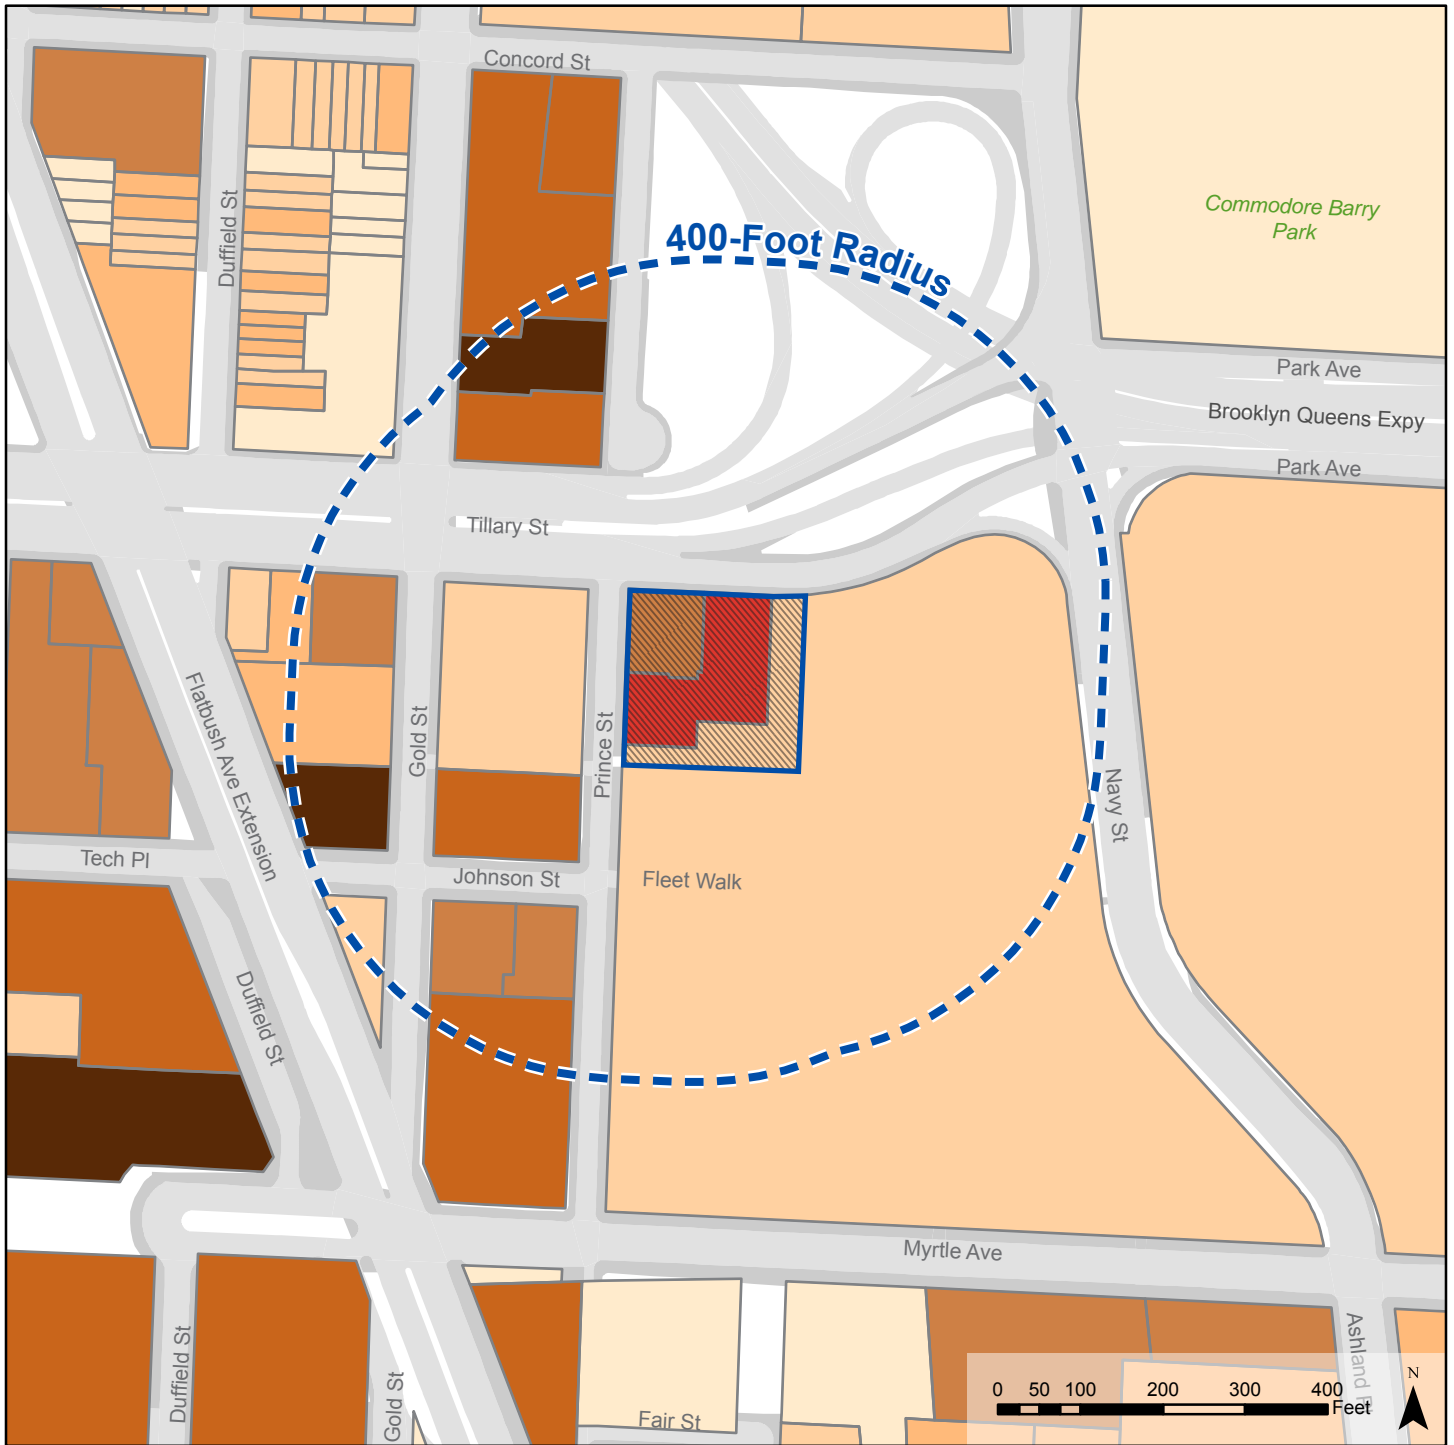 Concord St
Duffield St
Commodore Barry
Park
400-Foot Radius
Park Ave
Brooklyn Queens Expy
Park Ave
Tillary St
Flatbush Ave Extension
Gold St
Prince St
Navy St
Tech Pl
Johnson St
Fleet Walk
Duffield St
Myrtle Ave
Duffield St
Gold St
Fair St
Ashland
N
0 50 100 200 300 400
Feet